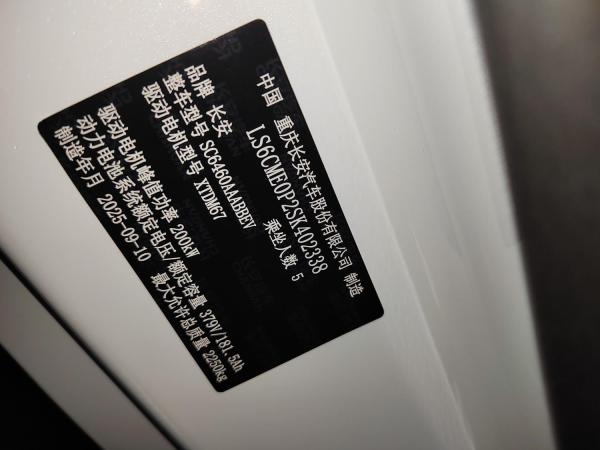 中国 重庆长安汽车股份有限公司 制造
LS6CME0P2SK402338
品牌 长安 乘坐人数 5
整车型号 SC6460AAABBEV
驱动电机型号 XTDM67
驱动电机峰值功率 200kW
动力电池系统额定电压/额定容量 379V/181.5Ah
制造年月 2025-09-10 最大允许总质量 2250kg